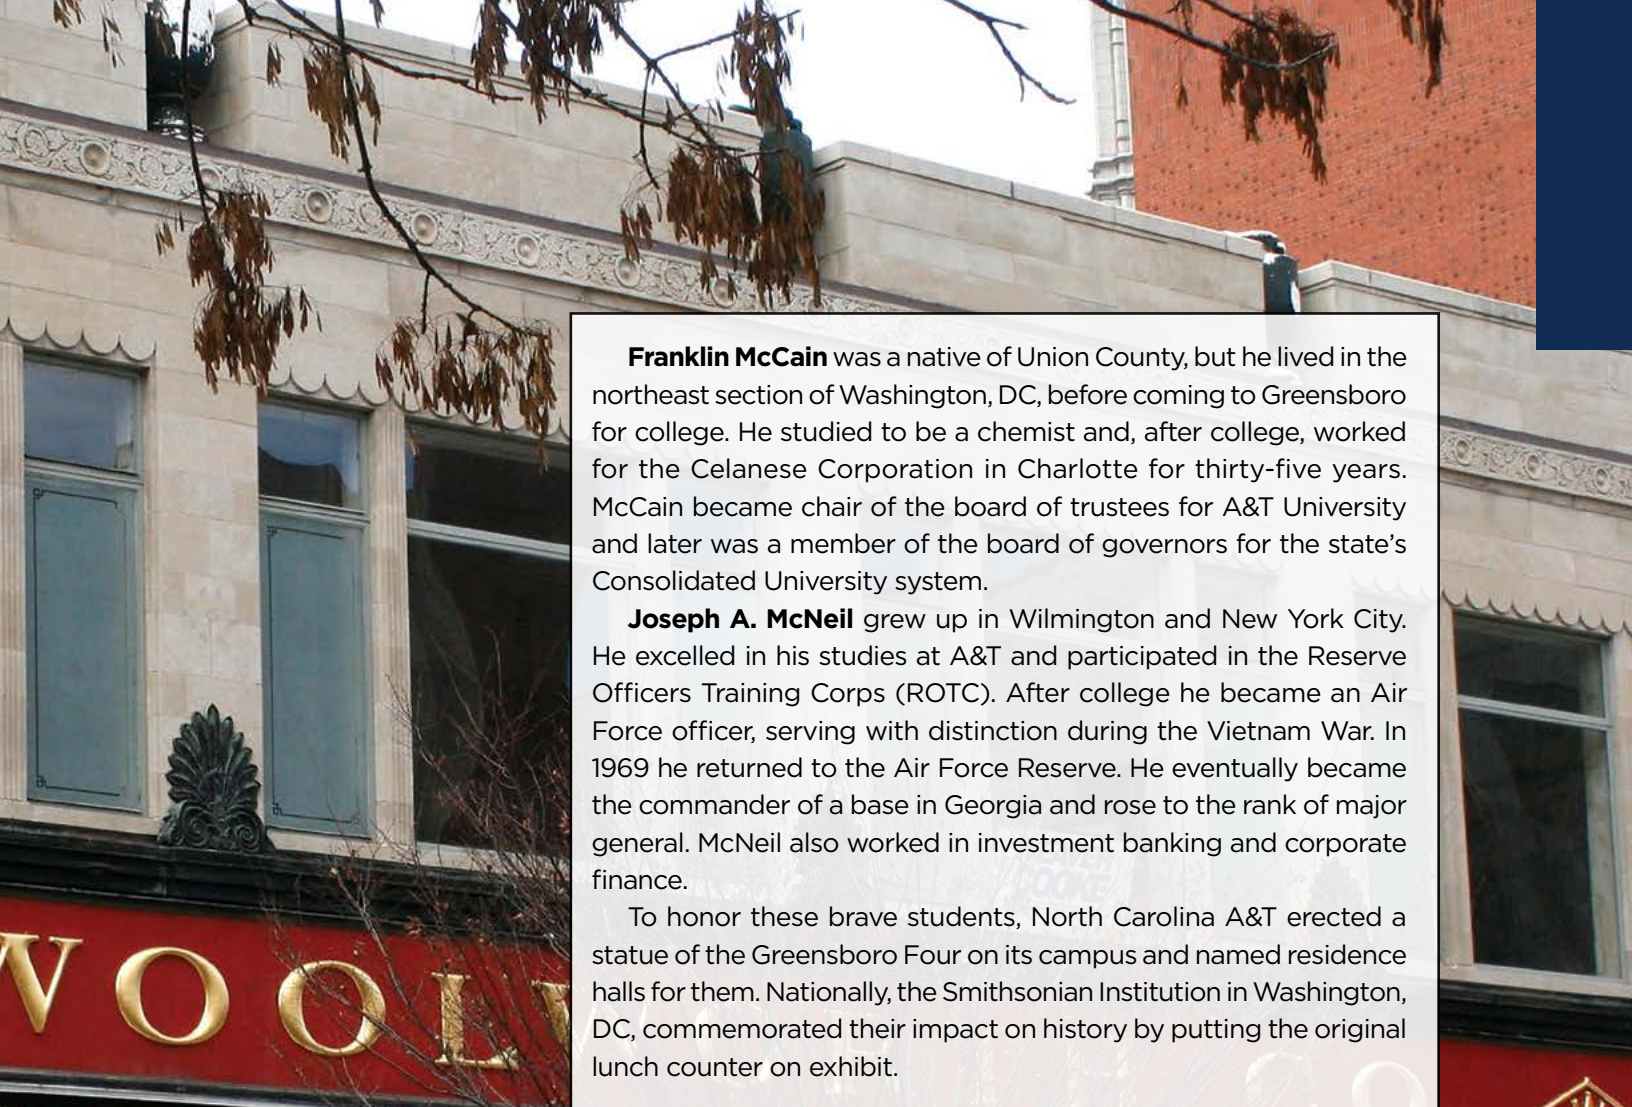 Franklin McCain was a native of Union County, but he lived in the
northeast section of Washington, DC, before coming to Greensboro
for college. He studied to be a chemist and, after college, worked
for the Celanese Corporation in Charlotte for thirty-five years.
McCain became chair of the board of trustees for A&T University
and later was a member of the board of governors for the state’s
Consolidated University system.
Joseph A. McNeil grew up in Wilmington and New York City.
He excelled in his studies at A&T and participated in the Reserve
Officers Training Corps (ROTC). After college he became an Air
Force officer, serving with distinction during the Vietnam War. In
1969 he returned to the Air Force Reserve. He eventually became
the commander of a base in Georgia and rose to the rank of major
general. McNeil also worked in investment banking and corporate
finance.
To honor these brave students, North Carolina A&T erected a
statue of the Greensboro Four on its campus and named residence
halls for them. Nationally, the Smithsonian Institution in Washington,
DC, commemorated their impact on history by putting the original
lunch counter on exhibit.
WOOL